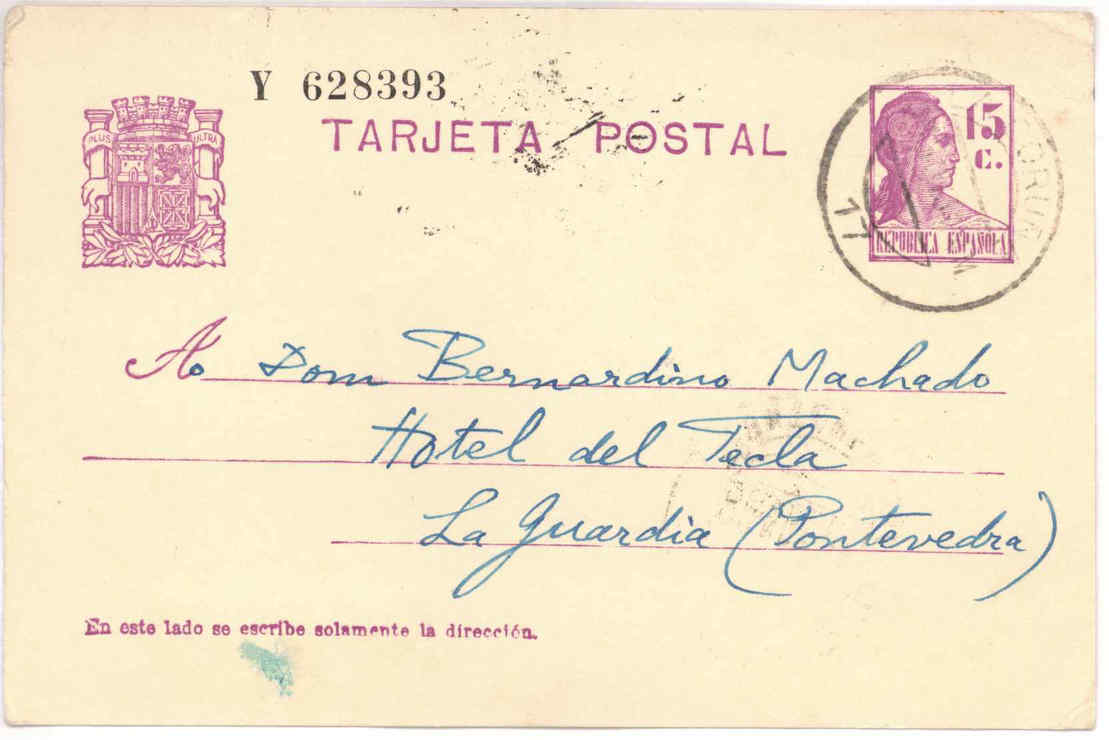 Y 628393
TARJETA POSTAL
PLUS ULTRA
15
c.
REPUBLICA ESPAÑOLA
17
Ao Dom Bernardino Machado
Hotel del Tecla
La Guardia (Pontevedra)
En este lado se escribe solamente la dirección.